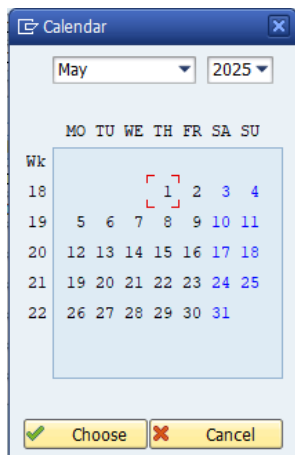 Calendar
May 2025
MO TU WE TH FR SA SU
Wk
18 1 2 3 4
19 5 6 7 8 9 10 11
20 12 13 14 15 16 17 18
21 19 20 21 22 23 24 25
22 26 27 28 29 30 31
Choose Cancel